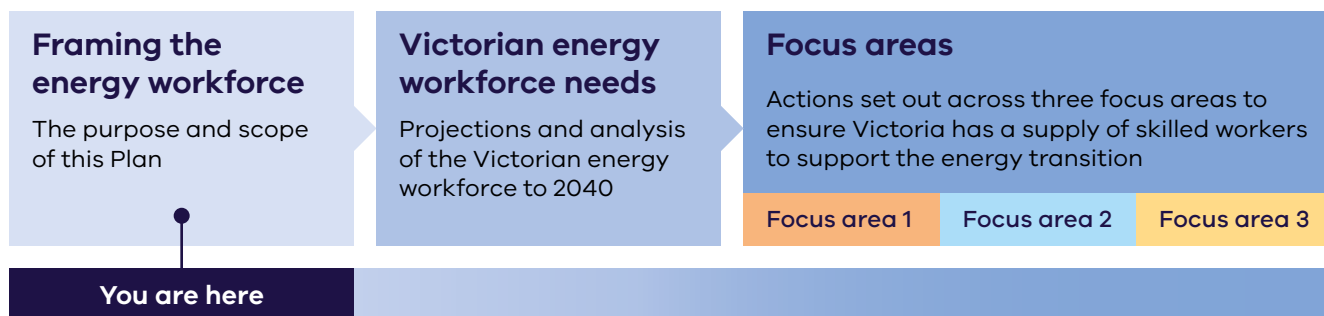 Framing the
energy workforce
The purpose and scope
of this Plan
Victorian energy
workforce needs
Projections and analysis
of the Victorian energy
workforce to 2040
Focus areas
Actions set out across three focus areas to
ensure Victoria has a supply of skilled workers
to support the energy transition
Focus area 1
Focus area 2
Focus area 3
You are here